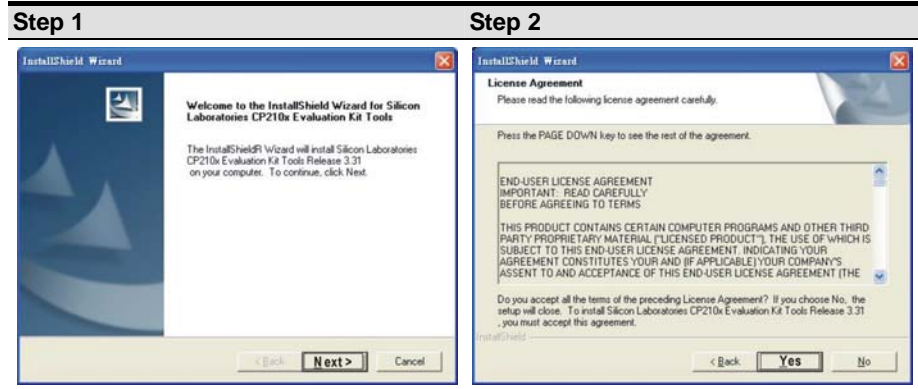 Step 1
Step 2
InstallShield Wizard
Welcome to the InstallShield Wizard for Silicon
Laboratories CP210x Evaluation Kit Tools
The InstallShieldR Wizard will install Silicon Laboratories
CP210x Evaluation Kit Tools Release 3.31
on your computer. To continue, click Next.
< Back
Next >
Cancel
InstallShield Wizard
License Agreement
Please read the following license agreement carefully.
Press the PAGE DOWN key to see the rest of the agreement.
END-USER LICENSE AGREEMENT
IMPORTANT: READ CAREFULLY
BEFORE AGREEING TO TERMS
THIS PRODUCT CONTAINS CERTAIN COMPUTER PROGRAMS AND OTHER THIRD
PARTY PROPRIETARY MATERIAL ("LICENSED PRODUCT"), THE USE OF WHICH IS
SUBJECT TO THIS END-USER LICENSE AGREEMENT. INDICATING YOUR
AGREEMENT CONSTITUTES YOUR AND (IF APPLICABLE) YOUR COMPANY'S
ASSENT TO AND ACCEPTANCE OF THIS END-USER LICENSE AGREEMENT (THE
Do you accept all the terms of the preceding License Agreement? If you choose No, the
setup will close. To install Silicon Laboratories CP210x Evaluation Kit Tools Release 3.31
, you must accept this agreement.
InstallShield
< Back
Yes
No